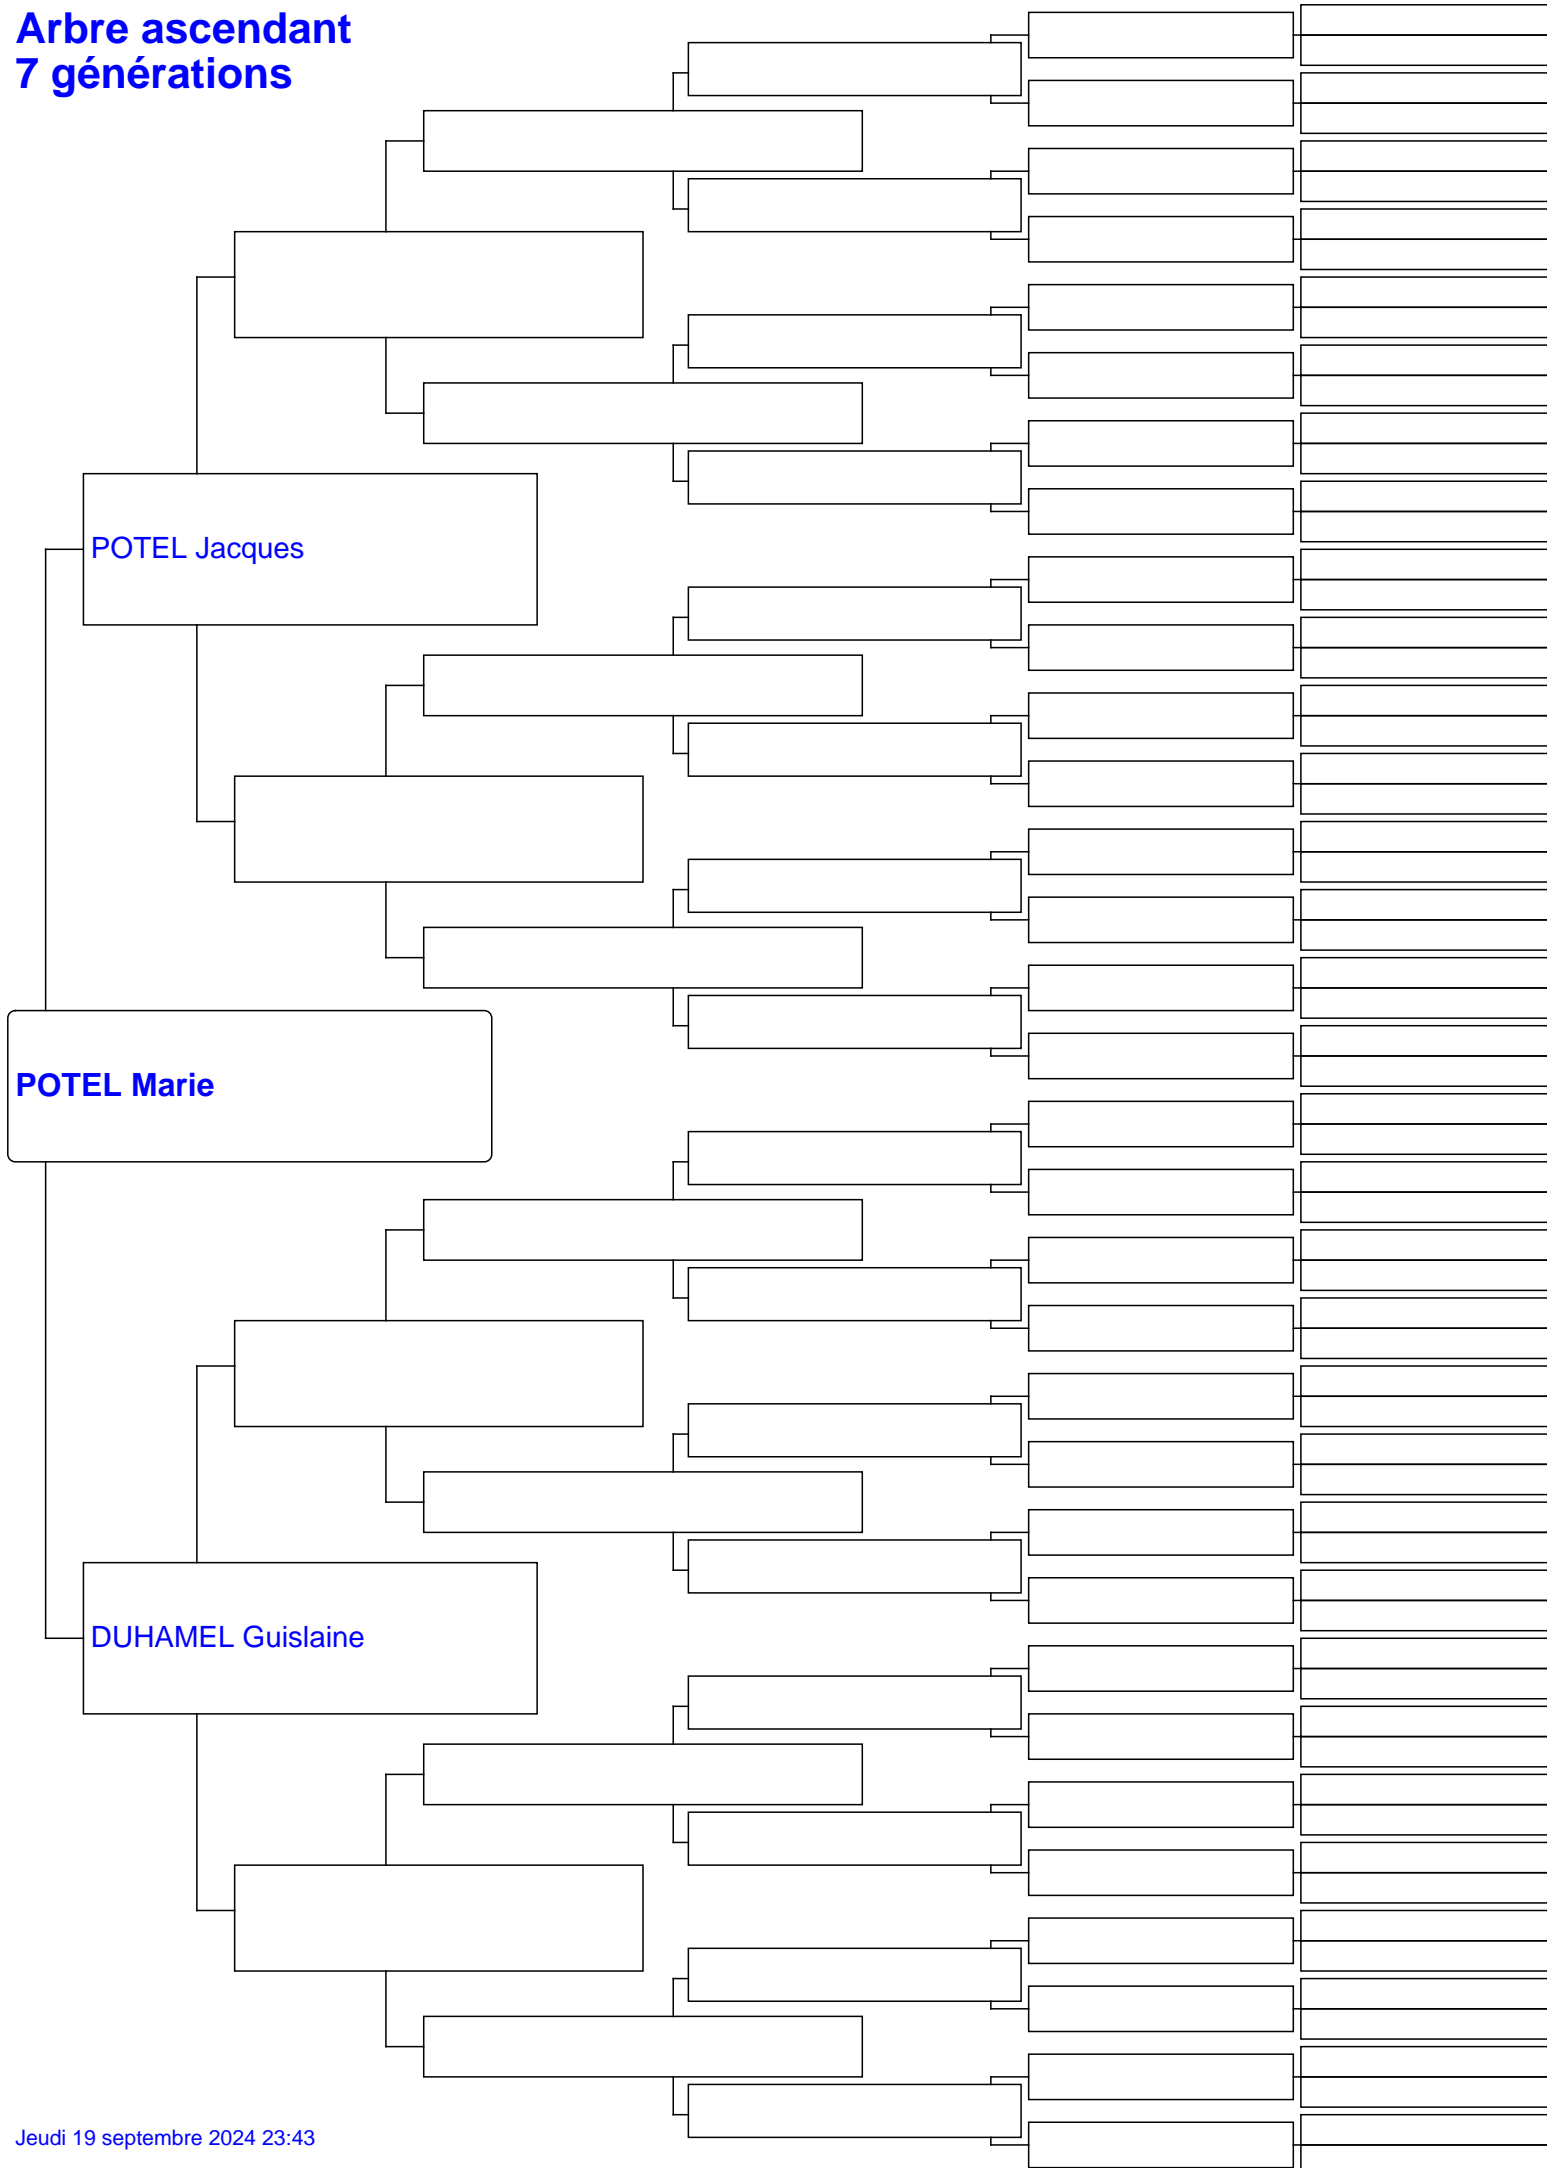 Arbre ascendant
7 générations
POTEL Jacques
POTEL Marie
DUHAMEL Guislaine
Jeudi 19 septembre 2024 23:43